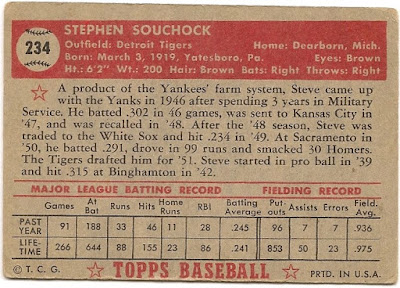 234
STEPHEN SOUCHOCK
Outfield: Detroit Tigers Home: Dearborn, Mich.
Born: March 3, 1919, Yatesboro, Pa. Eyes: Brown
Ht: 6'2" Wt: 200 Hair: Brown Bats: Right Throws: Right
A product of the Yankees' farm system, Steve came up
with the Yanks in 1946 after spending 3 years in Military
Service. He batted .302 in 46 games, was sent to Kansas City in
'47, and was recalled in '48. After the '48 season, Steve was
traded to the White Sox and hit .234 in '49. At Sacramento in
'50, he batted .291, drove in 99 runs and smacked 30 Homers.
The Tigers drafted him for '51. Steve started in pro ball in '39
and hit .315 at Binghamton in '42.
MAJOR LEAGUE BATTING RECORD FIELDING RECORD
Games At Bat Runs Hits Home Runs RBI Batting Average Put-outs Assists Errors Field. Avg.
PAST YEAR 91 188 33 46 11 28 .245 96 7 7 .936
LIFE-TIME 266 644 88 155 23 86 .241 853 50 23 .975
© T. C. G. TOPPS BASEBALL PRTD. IN U.S.A.